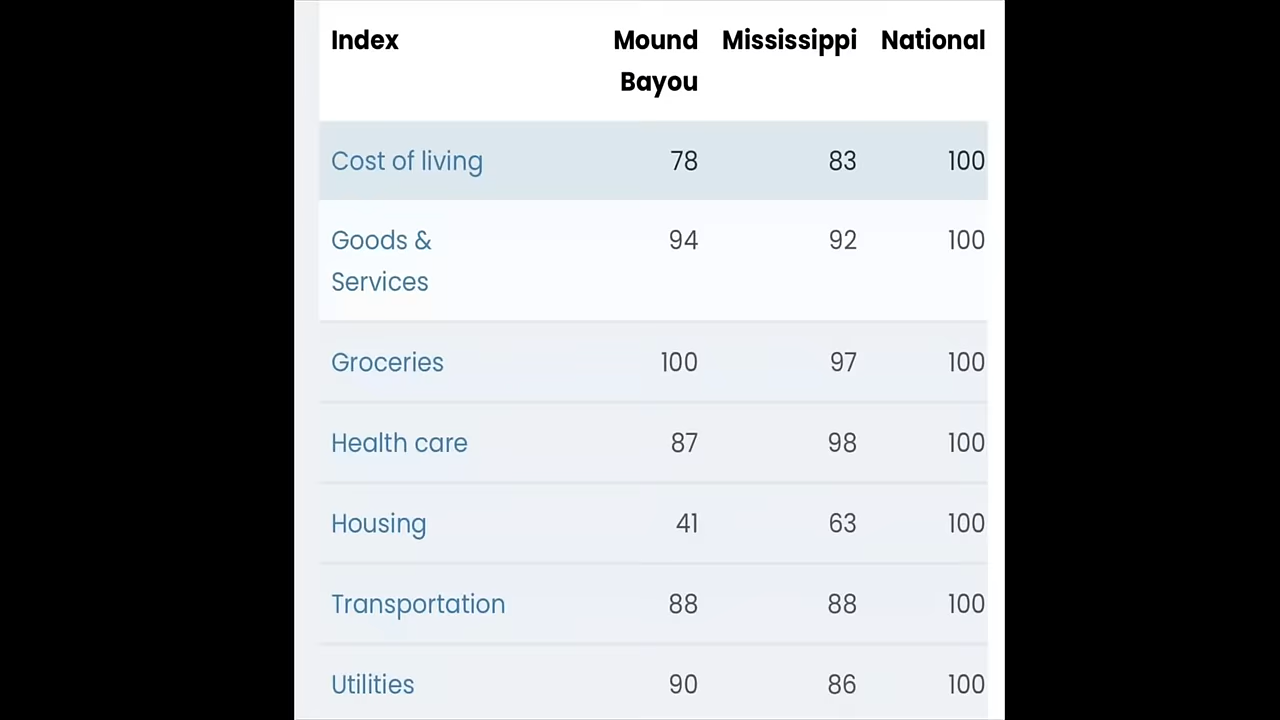 Index Mound Mississippi National
Bayou
Cost of living 78 83 100
Goods & 94 92 100
Services
Groceries 100 97 100
Health care 87 98 100
Housing 41 63 100
Transportation 88 88 100
Utilities 90 86 100